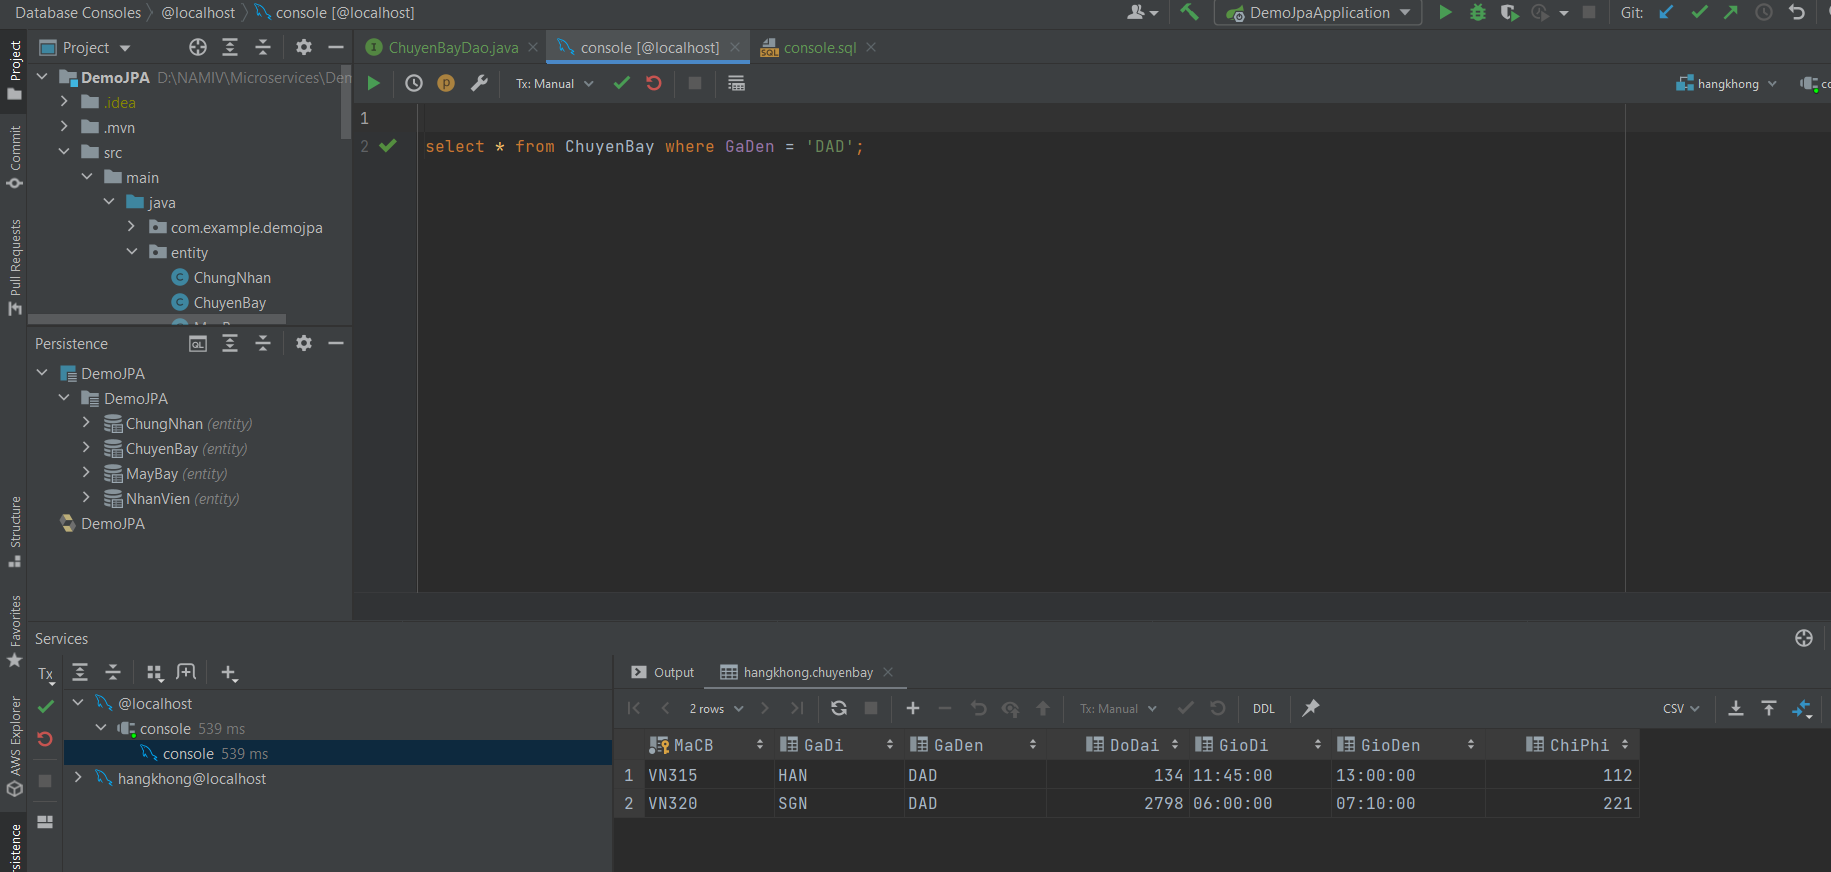 Database Consoles @localhost console [@localhost]
DemoJpaApplication
Git:
Project
ChuyenBayDao.java
console [@localhost]
console.sql
Tx: Manual
hangkhong
DemoJPA D:\NAMIV\Microservices\Dem
.idea
.mvn
src
main
java
com.example.demojpa
entity
ChungNhan
ChuyenBay
1
2 select * from ChuyenBay where GaDen = 'DAD';
Persistence
DemoJPA
DemoJPA
ChungNhan (entity)
ChuyenBay (entity)
MayBay (entity)
NhanVien (entity)
DemoJPA
Project
Commit
Pull Requests
Structure
Favorites
AWS Explorer
sistence
Services
Tx
@localhost
console 539 ms
console 539 ms
hangkhong@localhost
Output hangkhong.chuyenbay
2 rows Tx: Manual DDL CSV
MaCB GaDi GaDen DoDai GioDi GioDen ChiPhi
1 VN315 HAN DAD 134 11:45:00 13:00:00 112
2 VN320 SGN DAD 2798 06:00:00 07:10:00 221